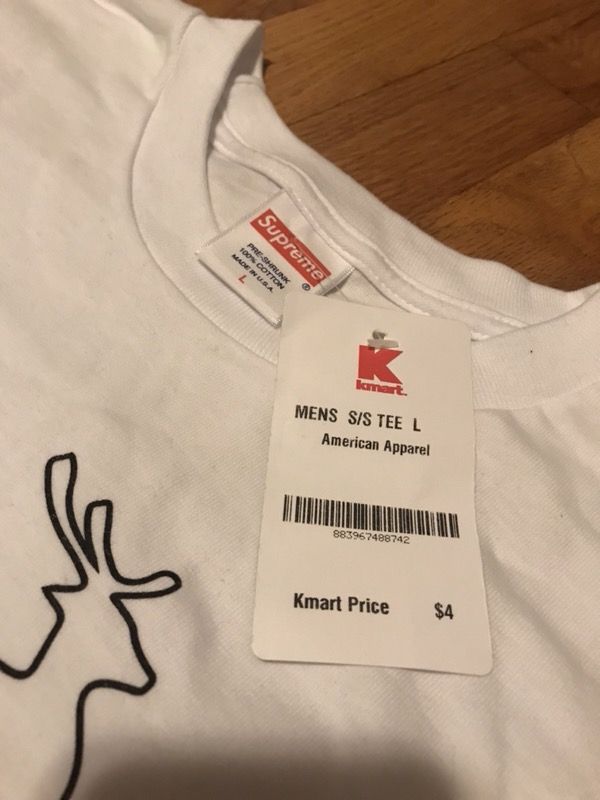 Supreme
®
PRE-SHRUNK
100% COTTON
MADE IN U.S.A.
L
K
kmart.
MENS S/S TEE L
American Apparel
883967488742
Kmart Price $4